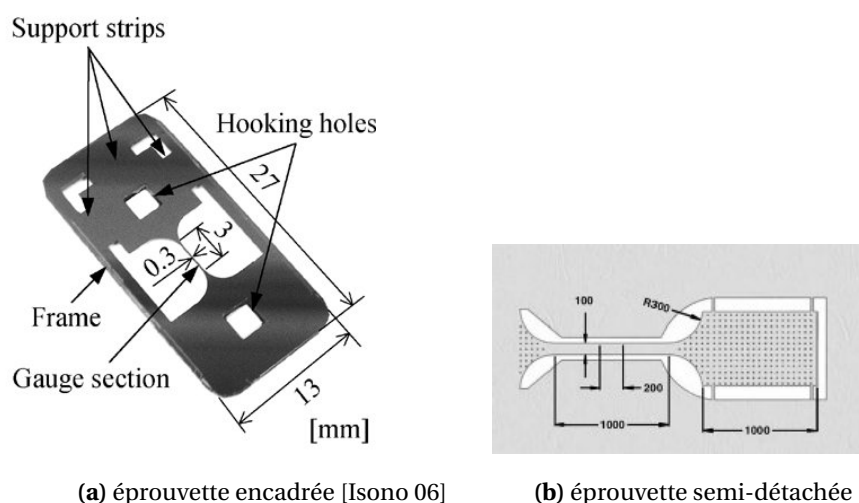 Support strips
Hooking holes
27
3
0.3
Frame
Gauge section
13
[mm]
100
R300
200
1000
1000
(a) éprouvette encadrée [Isono 06]
(b) éprouvette semi-détachée